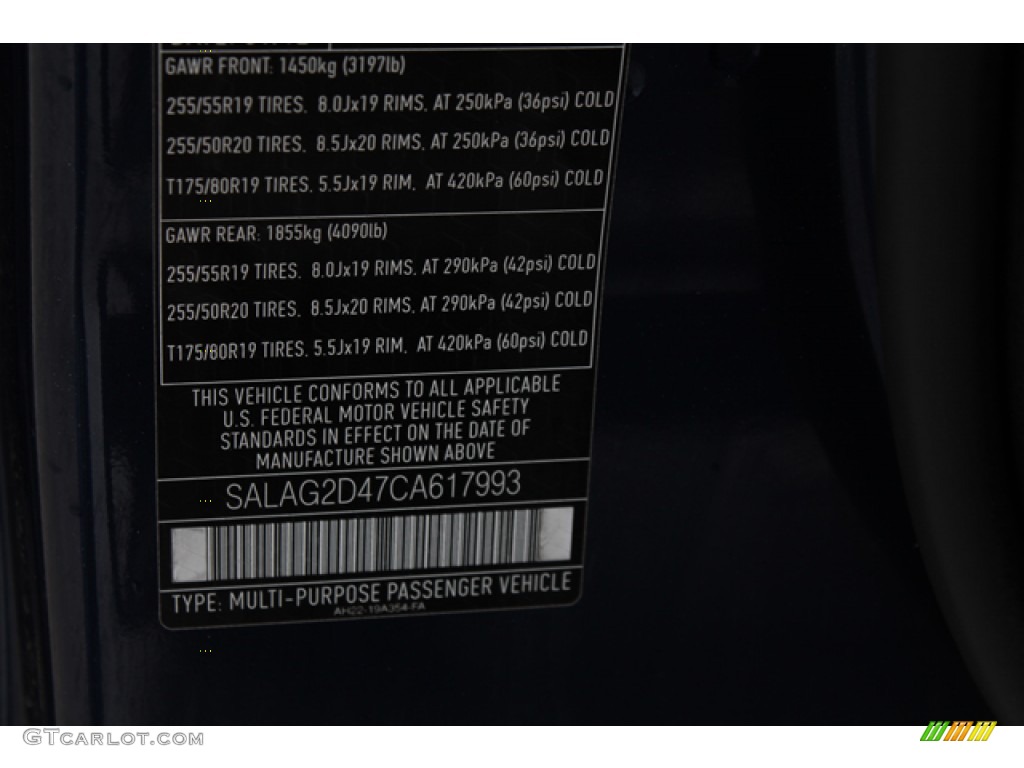 GAWR FRONT: 1450kg (3197lb)
255/55R19 TIRES. 8.0Jx19 RIMS. AT 250kPa (36psi) COLD
255/50R20 TIRES. 8.5Jx20 RIMS. AT 250kPa (36psi) COLD
T175/80R19 TIRES. 5.5Jx19 RIM. AT 420kPa (60psi) COLD
GAWR REAR: 1855kg (4090lb)
255/55R19 TIRES. 8.0Jx19 RIMS. AT 290kPa (42psi) COLD
255/50R20 TIRES. 8.5Jx20 RIMS. AT 290kPa (42psi) COLD
T175/80R19 TIRES. 5.5Jx19 RIM. AT 420kPa (60psi) COLD
THIS VEHICLE CONFORMS TO ALL APPLICABLE
U.S. FEDERAL MOTOR VEHICLE SAFETY
STANDARDS IN EFFECT ON THE DATE OF
MANUFACTURE SHOWN ABOVE
SALAG2D47CA617993
TYPE: MULTI-PURPOSE PASSENGER VEHICLE
AH22-19A354-FA
GTCARLOT.COM